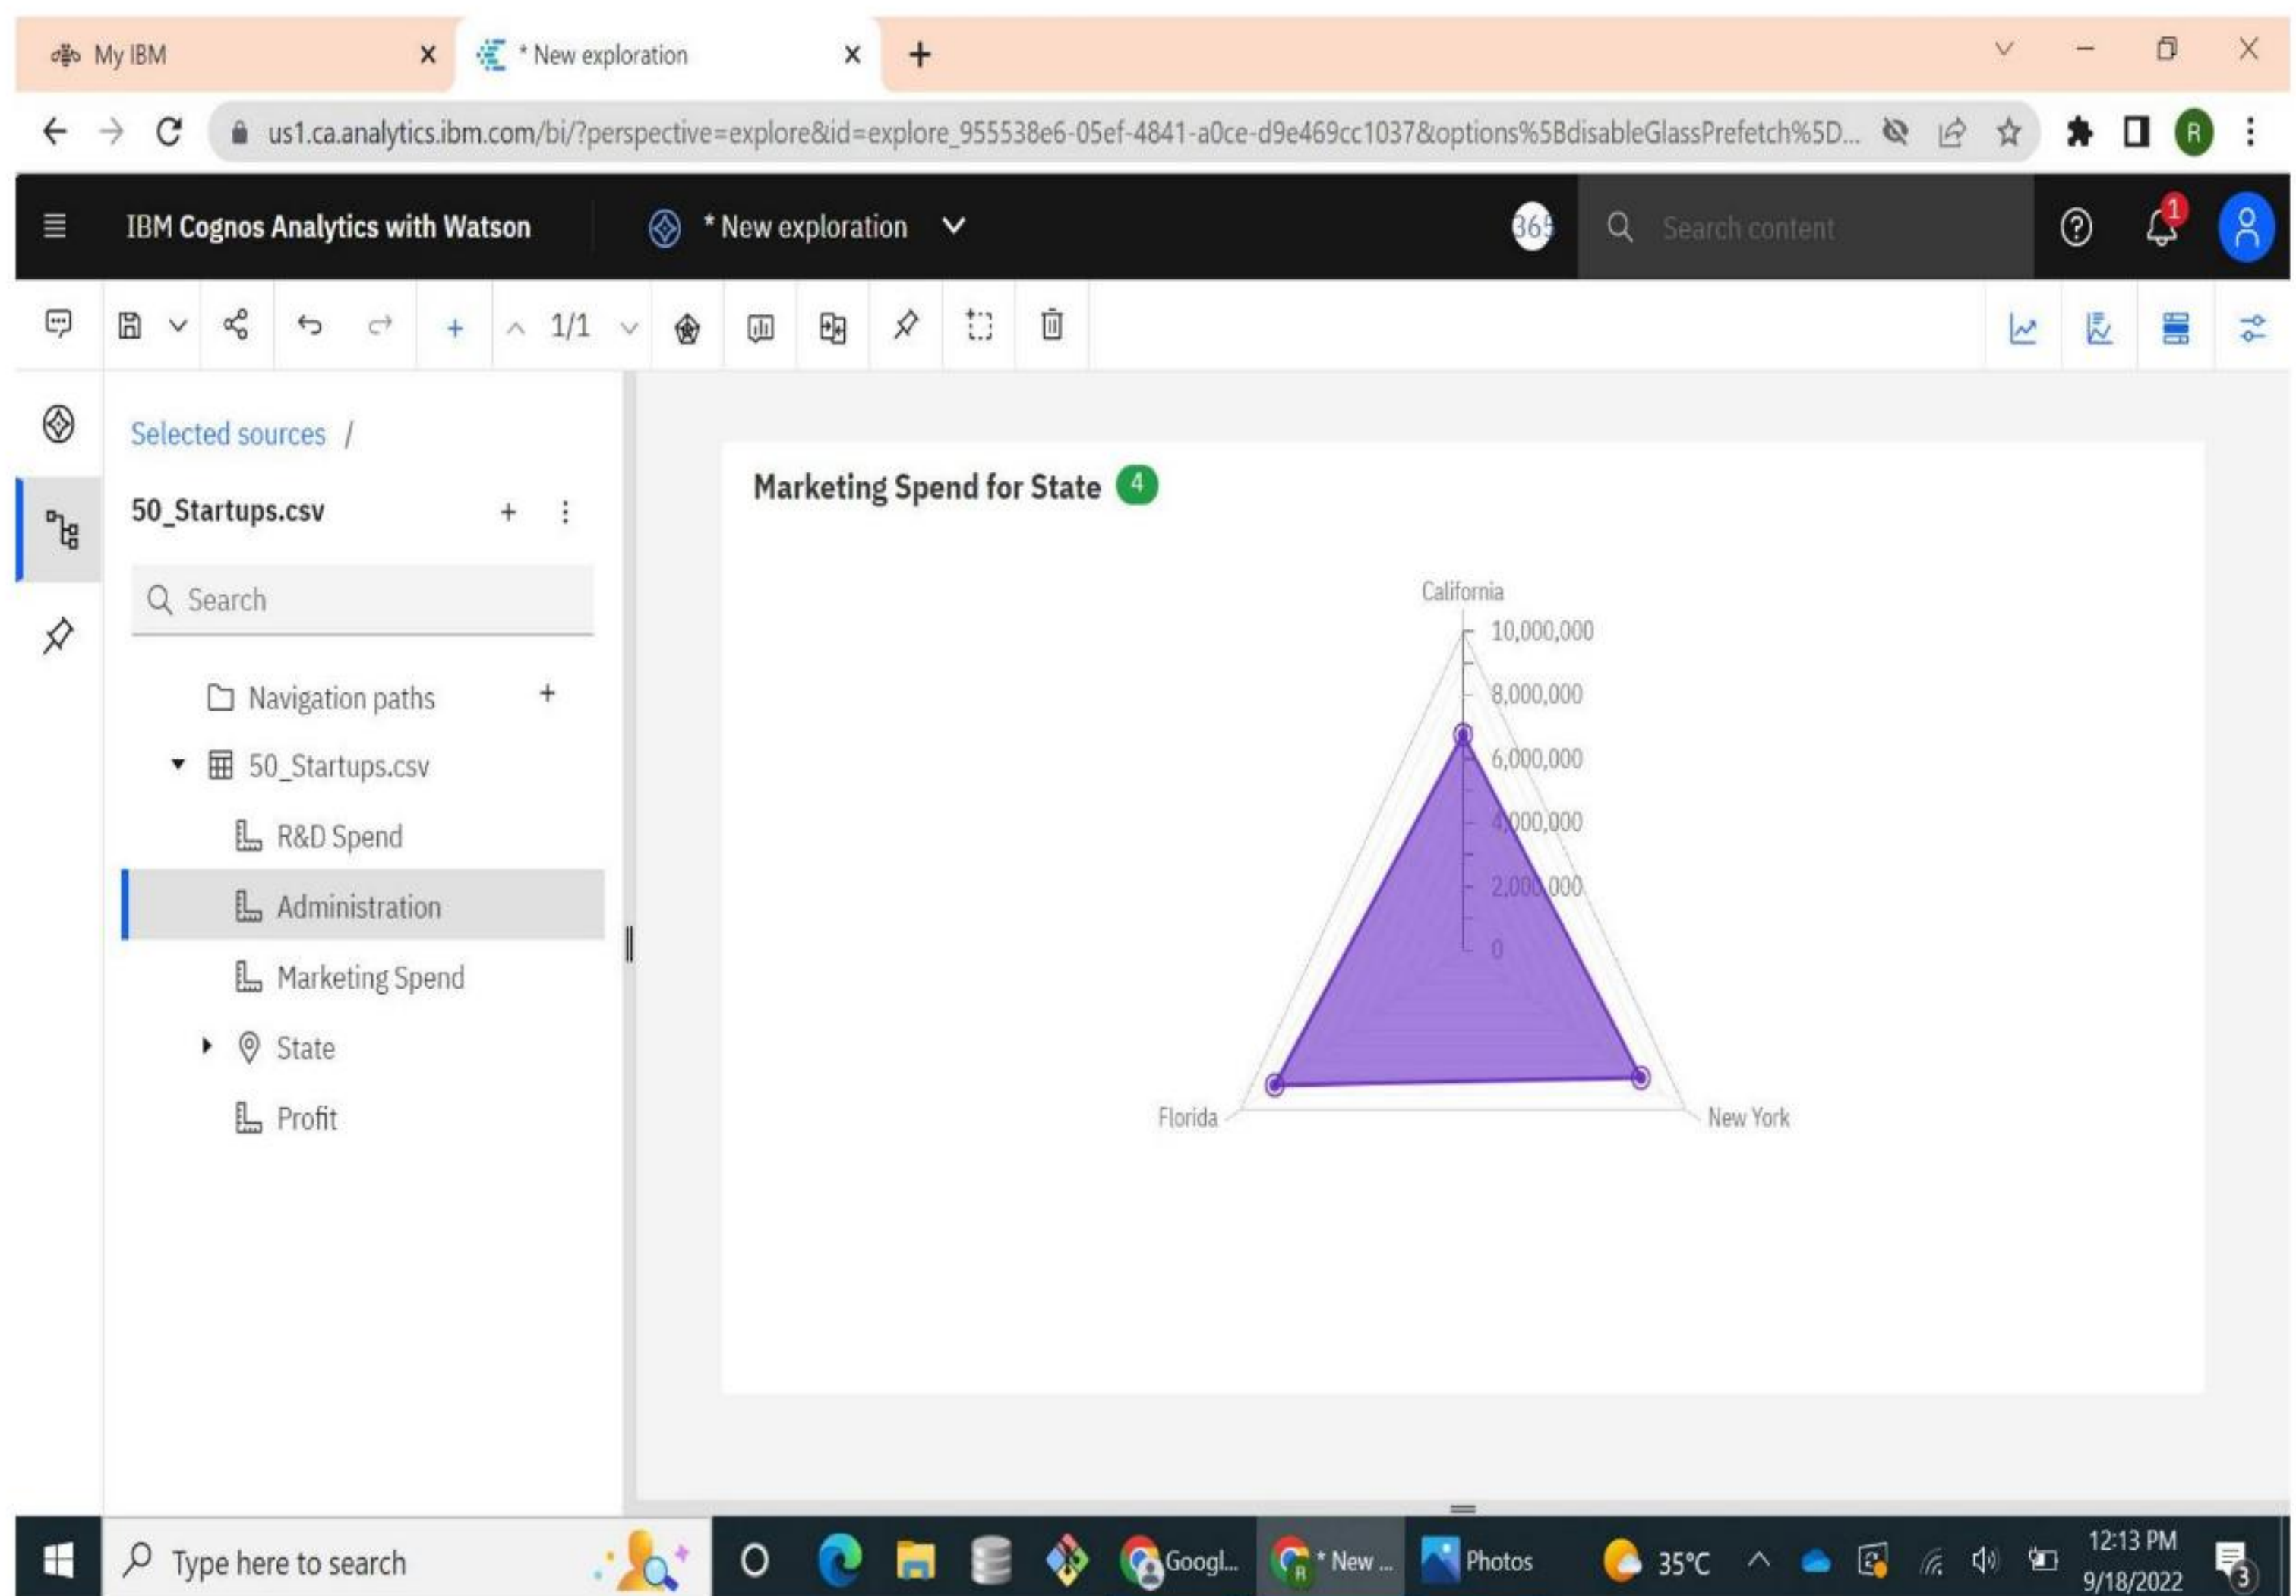 My IBM
* New exploration
us1.ca.analytics.ibm.com/bi/?perspective=explore&id=explore_955538e6-05ef-4841-a0ce-d9e469cc1037&options%5BdisableGlassPrefetch%5D...
R
IBM Cognos Analytics with Watson
* New exploration
365
Search content
1
1/1
Selected sources /
50_Startups.csv
Search
Navigation paths
50_Startups.csv
R&D Spend
Administration
Marketing Spend
State
Profit
Marketing Spend for State 4
California
10,000,000
8,000,000
6,000,000
4,000,000
2,000,000
0
Florida
New York
Type here to search
Googl...
R
* New ...
Photos
35°C
12:13 PM
9/18/2022
3